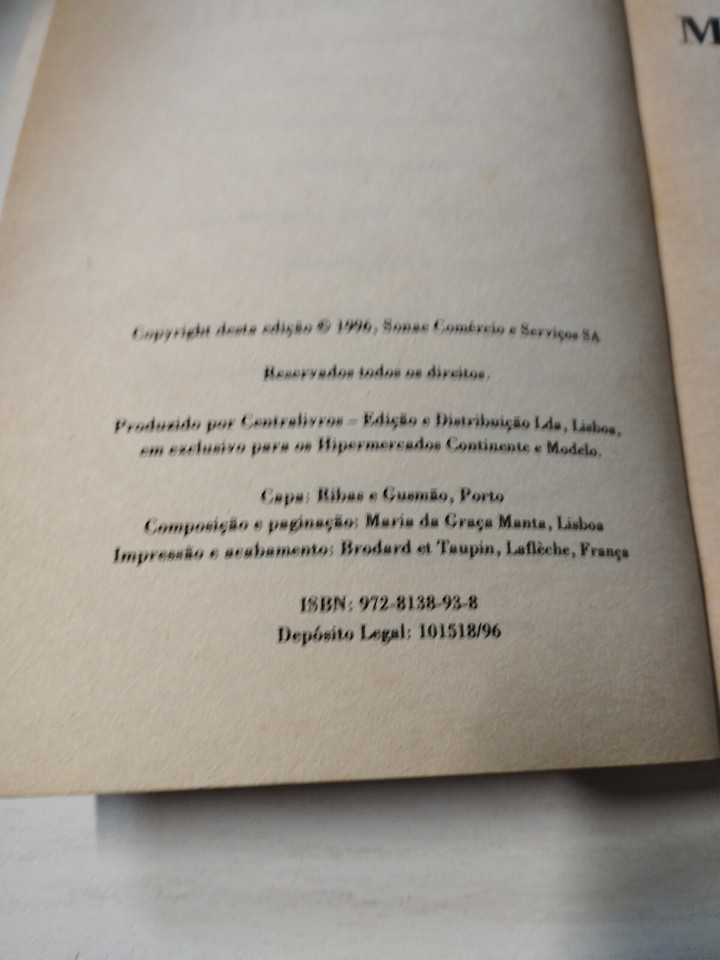 Copyright desta edição © 1996, Sonae Comércio e Serviços SA
Reservados todos os direitos.
Produzido por Centralivros – Edição e Distribuição Lda, Lisboa,
em exclusivo para os Hipermercados Continente e Modelo.
Capa: Ribas e Gusmão, Porto
Composição e paginação: Maria da Graça Manta, Lisboa
Impressão e acabamento: Brodard et Taupin, Laflèche, França
ISBN: 972-8138-93-8
Depósito Legal: 101518/96
M